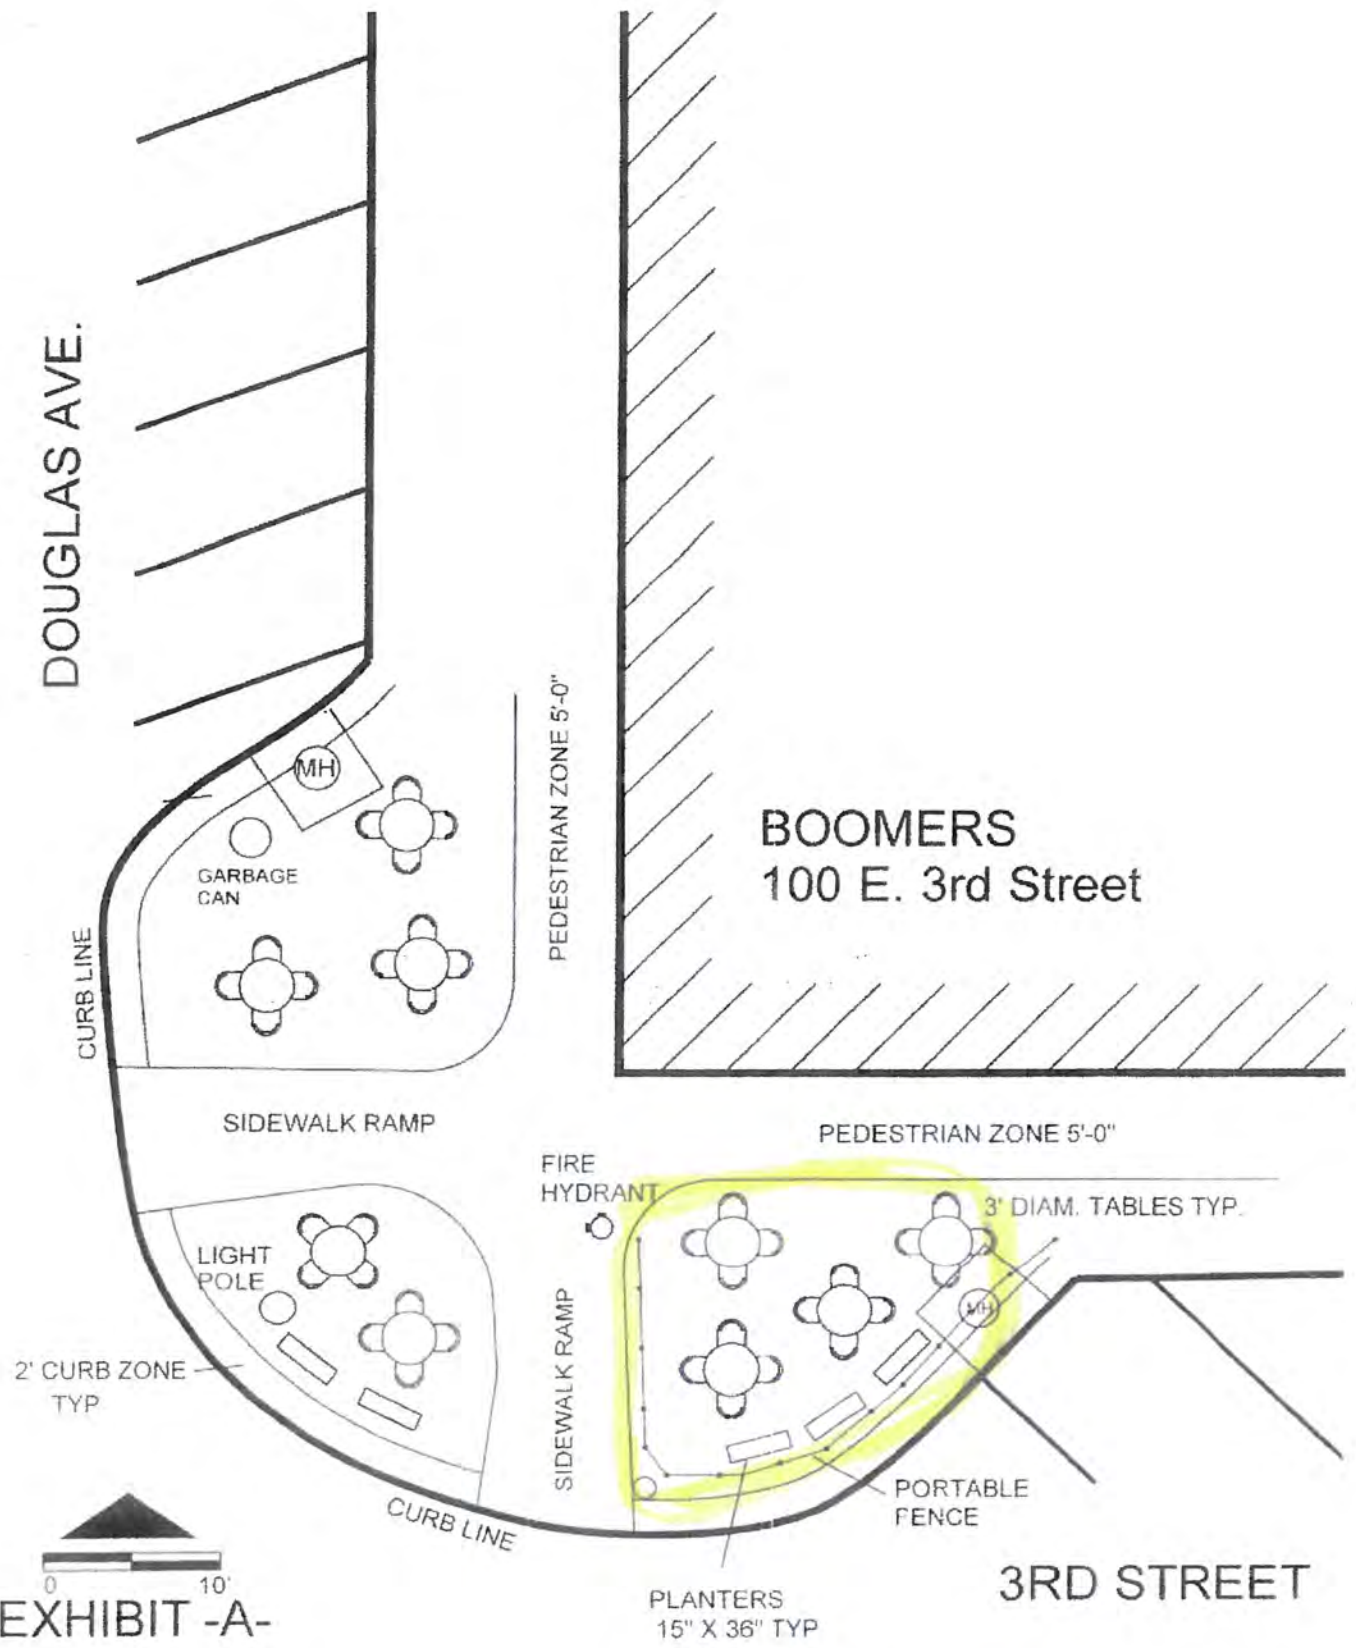 DOUGLAS AVE.
PEDESTRIAN ZONE 5'-0"
MH
GARBAGE
CAN
CURB LINE
BOOMERS
100 E. 3rd Street
SIDEWALK RAMP
PEDESTRIAN ZONE 5'-0"
FIRE
HYDRANT
3' DIAM. TABLES TYP.
LIGHT
POLE
MH
SIDEWALK RAMP
2' CURB ZONE
TYP
CURB LINE
PORTABLE
FENCE
0 10'
EXHIBIT -A-
PLANTERS
15" X 36" TYP
3RD STREET